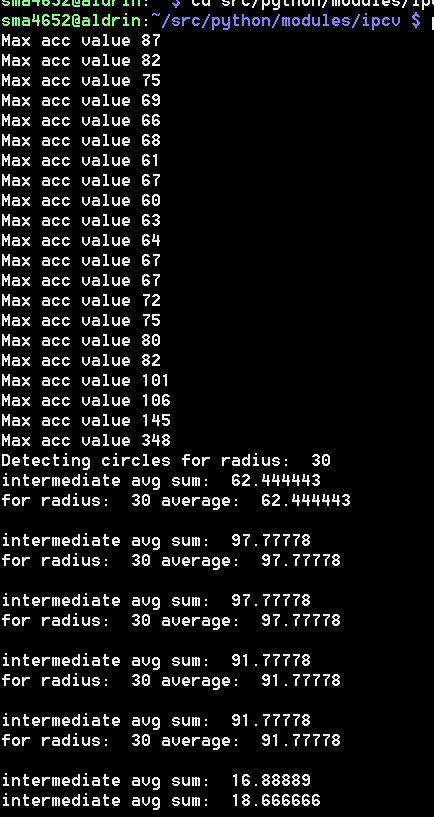 sma4652@aldrin:~ $ cd src/python/modules/ipc
sma4652@aldrin:~/src/python/modules/ipcv $
Max acc value 87
Max acc value 82
Max acc value 75
Max acc value 69
Max acc value 66
Max acc value 68
Max acc value 61
Max acc value 67
Max acc value 60
Max acc value 63
Max acc value 64
Max acc value 67
Max acc value 67
Max acc value 72
Max acc value 75
Max acc value 80
Max acc value 82
Max acc value 101
Max acc value 106
Max acc value 145
Max acc value 348
Detecting circles for radius:  30
intermediate avg sum:  62.444443
for radius:  30 average:  62.444443
intermediate avg sum:  97.77778
for radius:  30 average:  97.77778
intermediate avg sum:  97.77778
for radius:  30 average:  97.77778
intermediate avg sum:  91.77778
for radius:  30 average:  91.77778
intermediate avg sum:  91.77778
for radius:  30 average:  91.77778
intermediate avg sum:  16.88889
intermediate avg sum:  18.666666